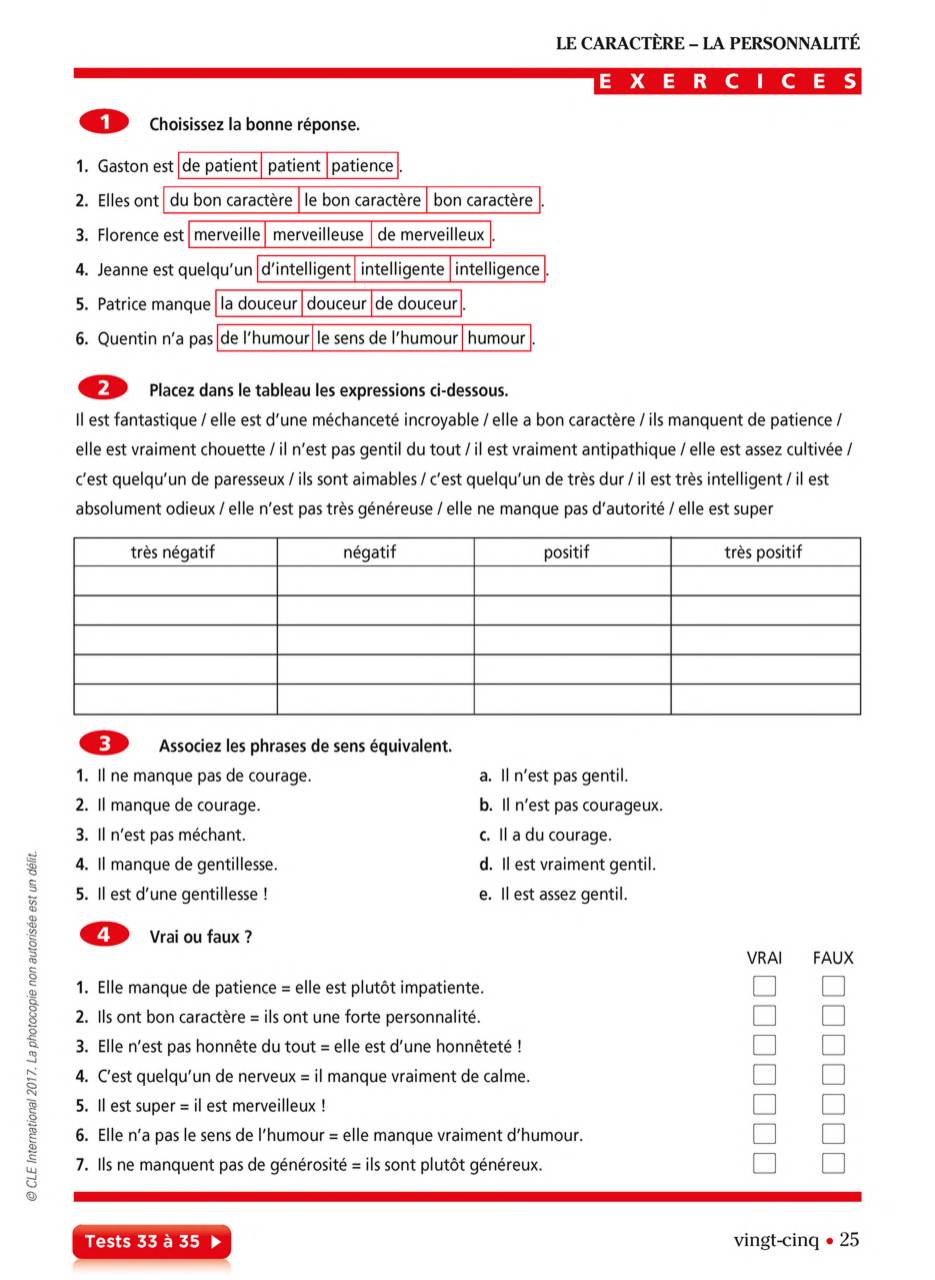 LE CARACTÈRE – LA PERSONNALITÉ
EXERCICES
1 Choisissez la bonne réponse.
1. Gaston est de patient patient patience.
2. Elles ont du bon caractère le bon caractère bon caractère.
3. Florence est merveille merveilleuse de merveilleux.
4. Jeanne est quelqu'un d'intelligent intelligente intelligence.
5. Patrice manque la douceur douceur de douceur.
6. Quentin n'a pas de l'humour le sens de l'humour humour.
2 Placez dans le tableau les expressions ci-dessous.
Il est fantastique / elle est d'une méchanceté incroyable / elle a bon caractère / ils manquent de patience /
elle est vraiment chouette / il n'est pas gentil du tout / il est vraiment antipathique / elle est assez cultivée /
c'est quelqu'un de paresseux / ils sont aimables / c'est quelqu'un de très dur / il est très intelligent / il est
absolument odieux / elle n'est pas très généreuse / elle ne manque pas d'autorité / elle est super
très négatif négatif positif très positif
3 Associez les phrases de sens équivalent.
1. Il ne manque pas de courage. a. Il n'est pas gentil.
2. Il manque de courage. b. Il n'est pas courageux.
3. Il n'est pas méchant. c. Il a du courage.
4. Il manque de gentillesse. d. Il est vraiment gentil.
5. Il est d'une gentillesse ! e. Il est assez gentil.
4 Vrai ou faux ?
VRAI FAUX
1. Elle manque de patience = elle est plutôt impatiente.
2. Ils ont bon caractère = ils ont une forte personnalité.
3. Elle n'est pas honnête du tout = elle est d'une honnêteté !
4. C'est quelqu'un de nerveux = il manque vraiment de calme.
5. Il est super = il est merveilleux !
6. Elle n'a pas le sens de l'humour = elle manque vraiment d'humour.
7. Ils ne manquent pas de générosité = ils sont plutôt généreux.
© CLE International 2017. La photocopie non autorisée est un délit.
Tests 33 à 35
vingt-cinq • 25